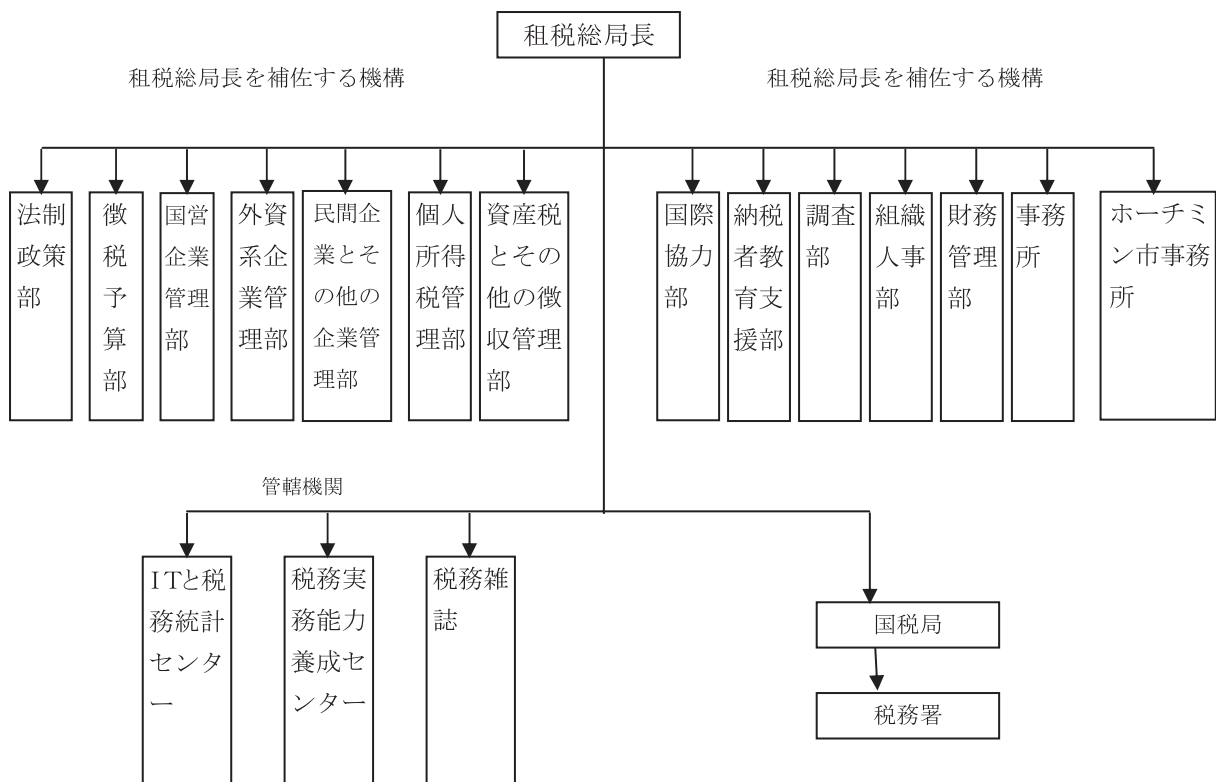 租税総局長
租税総局長を補佐する機構
租税総局長を補佐する機構
法制
政策
部
徴
税
予
算
部
国営
企業
管理
部
外資
系企
業管
理部
民間企
業とそ
の他の
企業管
理部
個人
所得
税管
理部
資産税
とその
他の徴
収管理
部
国際
協力
部
納税
者教
育支
援部
調査
部
組織
人事
部
財務
管理
部
事務
所
ホーチミ
ン市事務
所
管轄機関
ITと税
務統計
センタ
ー
税務実
務能力
養成セ
ンター
税務雑
誌
国税局
税務署